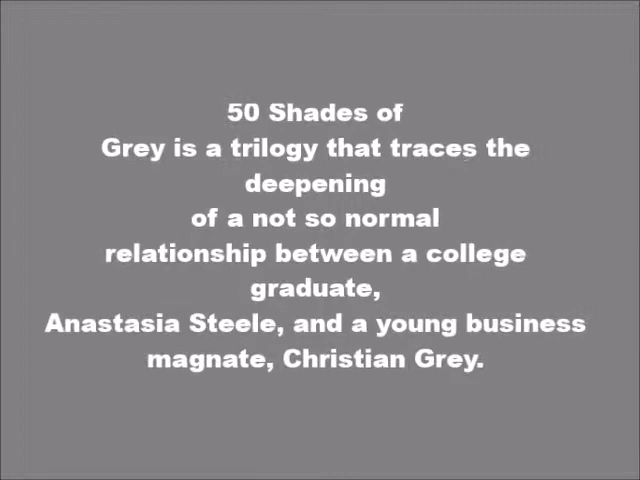 50 Shades of
Grey is a trilogy that traces the
deepening
of a not so normal
relationship between a college
graduate,
Anastasia Steele, and a young business
magnate, Christian Grey.